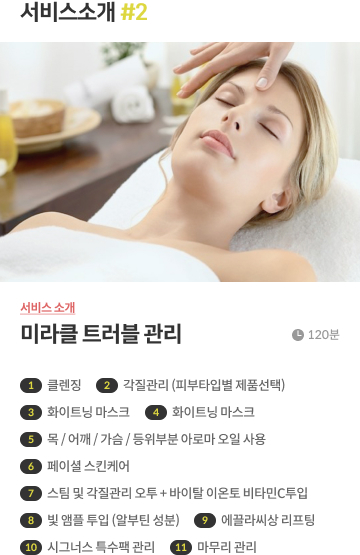 서비스소개 #2
서비스 소개
미라클 트러블 관리 120분
1 클렌징 2 각질관리 (피부타입별 제품선택)
3 화이트닝 마스크 4 화이트닝 마스크
5 목 / 어깨 / 가슴 / 등위부분 아로마 오일 사용
6 페이셜 스킨케어
7 스팀 및 각질관리 오투 + 바이탈 이온토 비타민C투입
8 빛 앰플 투입 (알부틴 성분) 9 에끌라씨상 리프팅
10 시그너스 특수팩 관리 11 마무리 관리